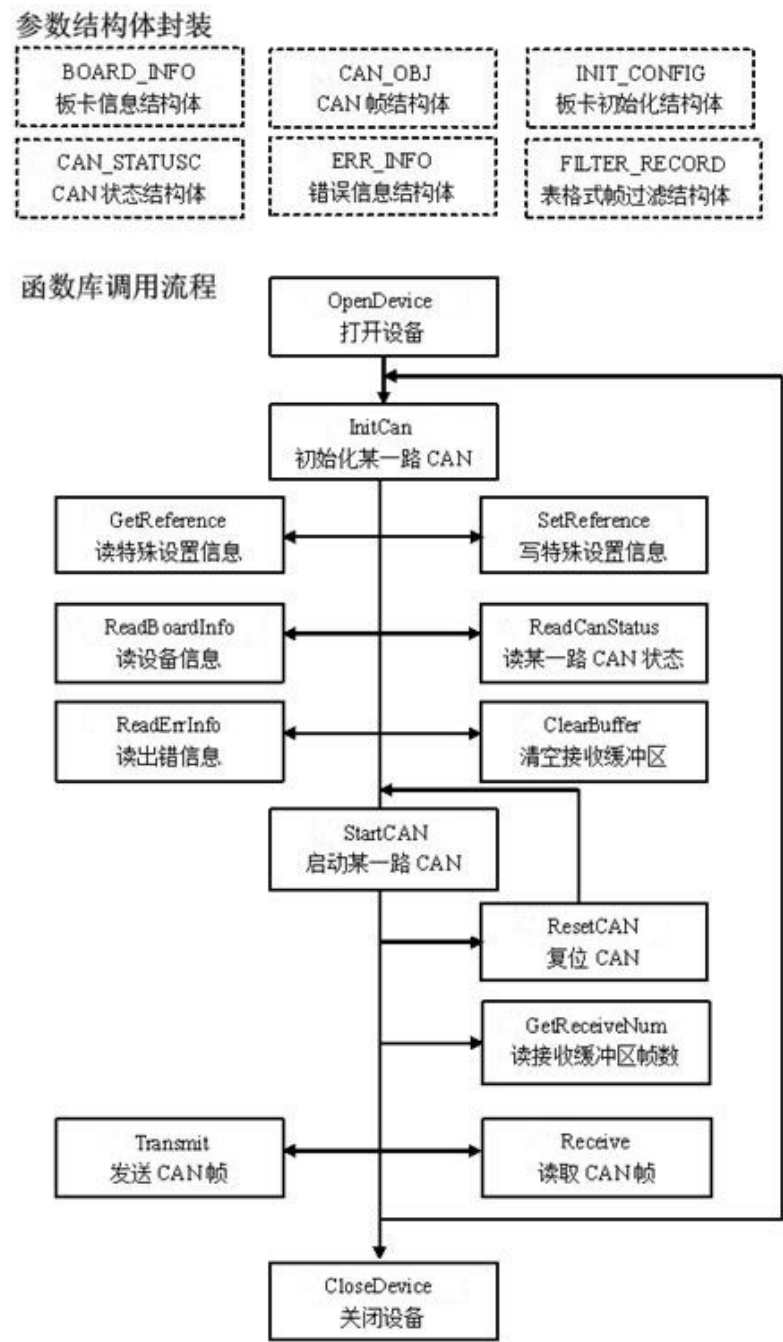 参数结构体封装
BOARD_INFO
板卡信息结构体
CAN_OBJ
CAN 帧结构体
INIT_CONFIG
板卡初始化结构体
CAN_STATUSC
CAN 状态结构体
ERR_INFO
错误信息结构体
FILTER_RECORD
表格式帧过滤结构体
函数库调用流程
OpenDevice
打开设备
InitCan
初始化某一路 CAN
GetReference
读特殊设置信息
SetReference
写特殊设置信息
ReadBoardInfo
读设备信息
ReadCanStatus
读某一路 CAN 状态
ReadErrInfo
读出错信息
ClearBuffer
清空接收缓冲区
StartCAN
启动某一路 CAN
ResetCAN
复位 CAN
GetReceiveNum
读接收缓冲区帧数
Transmit
发送 CAN 帧
Receive
读取 CAN 帧
CloseDevice
关闭设备